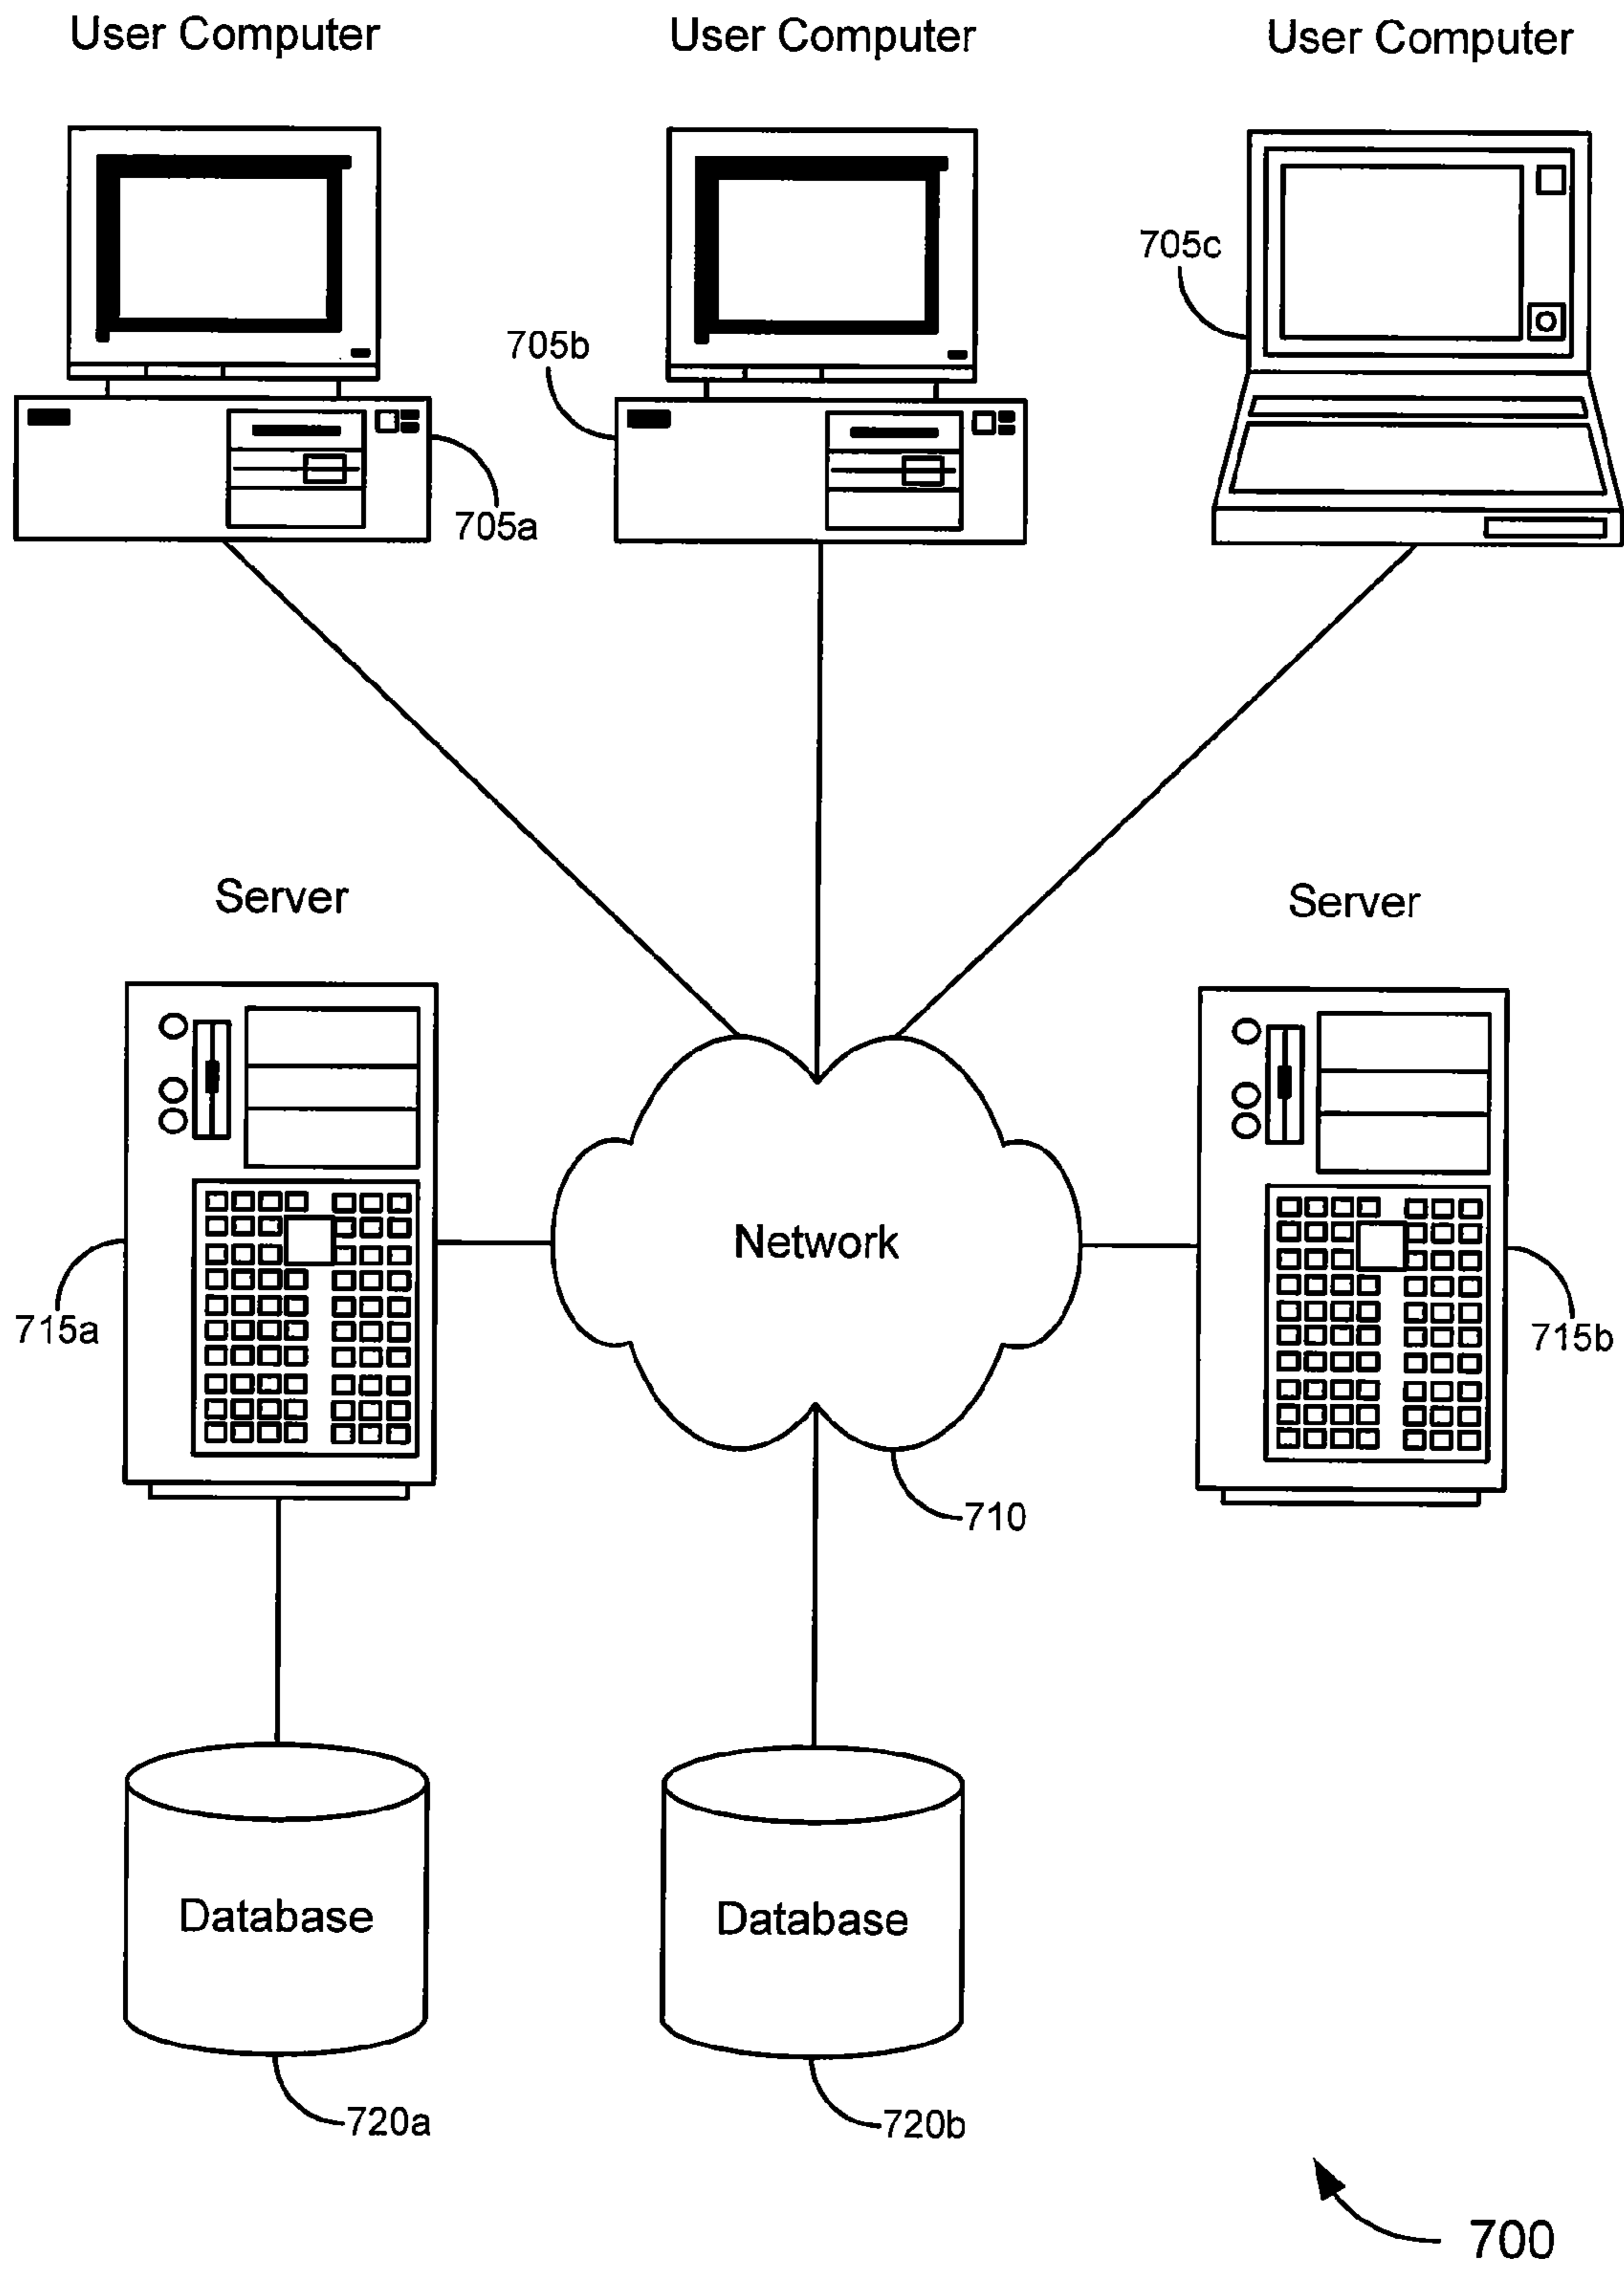 User Computer
User Computer
User Computer
705c
705b
705a
Server
Server
Network
715a
715b
710
Database
Database
720a
720b
700